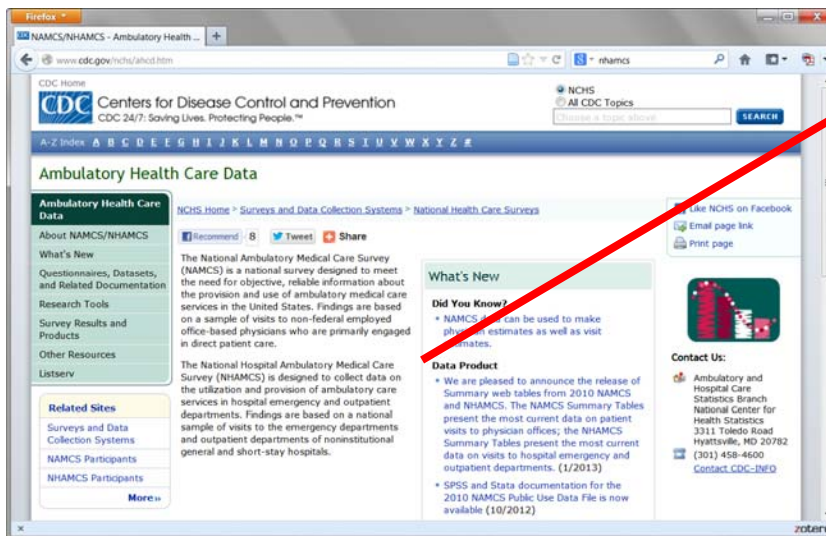 Firefox
NAMCS/NHAMCS - Ambulatory Health ...
www.cdc.gov/nchs/ahcd.htm
nhamcs
CDC Home
CDC
Centers for Disease Control and Prevention
CDC 24/7: Saving Lives. Protecting People.™
NCHS
All CDC Topics
Choose a topic above
SEARCH
A-Z Index A B C D E F G H I J K L M N O P Q R S T U V W X Y Z #
Ambulatory Health Care Data
Ambulatory Health Care
Data
About NAMCS/NHAMCS
What's New
Questionnaires, Datasets,
and Related Documentation
Research Tools
Survey Results and
Products
Other Resources
Listserv
Related Sites
Surveys and Data
Collection Systems
NAMCS Participants
NHAMCS Participants
More»
NCHS Home > Surveys and Data Collection Systems > National Health Care Surveys
Recommend 8 Tweet Share
The National Ambulatory Medical Care Survey
(NAMCS) is a national survey designed to meet
the need for objective, reliable information about
the provision and use of ambulatory medical care
services in the United States. Findings are based
on a sample of visits to non-federal employed
office-based physicians who are primarily engaged
in direct patient care.
The National Hospital Ambulatory Medical Care
Survey (NHAMCS) is designed to collect data on
the utilization and provision of ambulatory care
services in hospital emergency and outpatient
departments. Findings are based on a national
sample of visits to the emergency departments
and outpatient departments of noninstitutional
general and short-stay hospitals.
What's New
Did You Know?
• NAMCS data can be used to make
physician estimates as well as visit
estimates.
Data Product
• We are pleased to announce the release of
Summary web tables from 2010 NAMCS
and NHAMCS. The NAMCS Summary Tables
present the most current data on patient
visits to physician offices; the NHAMCS
Summary Tables present the most current
data on visits to hospital emergency and
outpatient departments. (1/2013)
• SPSS and Stata documentation for the
2010 NAMCS Public Use Data File is now
available (10/2012)
Like NCHS on Facebook
Email page link
Print page
Contact Us:
Ambulatory and
Hospital Care
Statistics Branch
National Center for
Health Statistics
3311 Toledo Road
Hyattsville, MD 20782
(301) 458-4600
Contact CDC-INFO
zotero